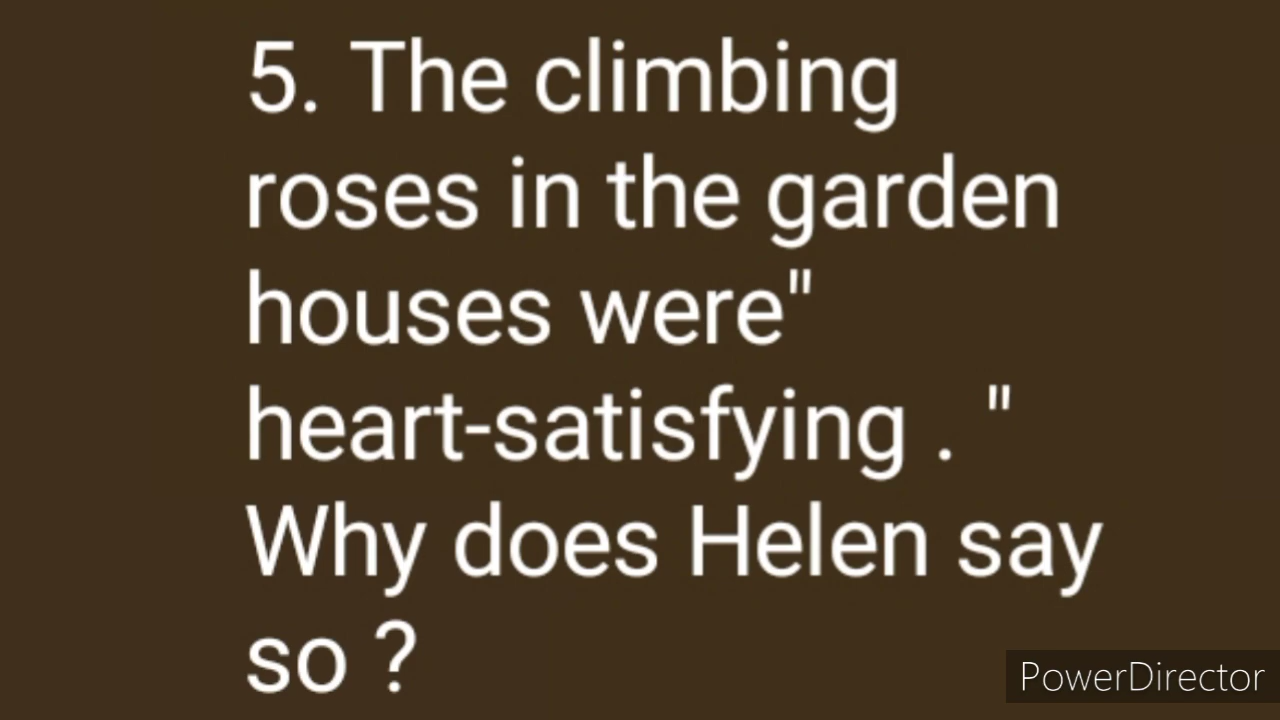 5. The climbing
roses in the garden
houses were"
heart-satisfying . "
Why does Helen say
so ?
PowerDirector